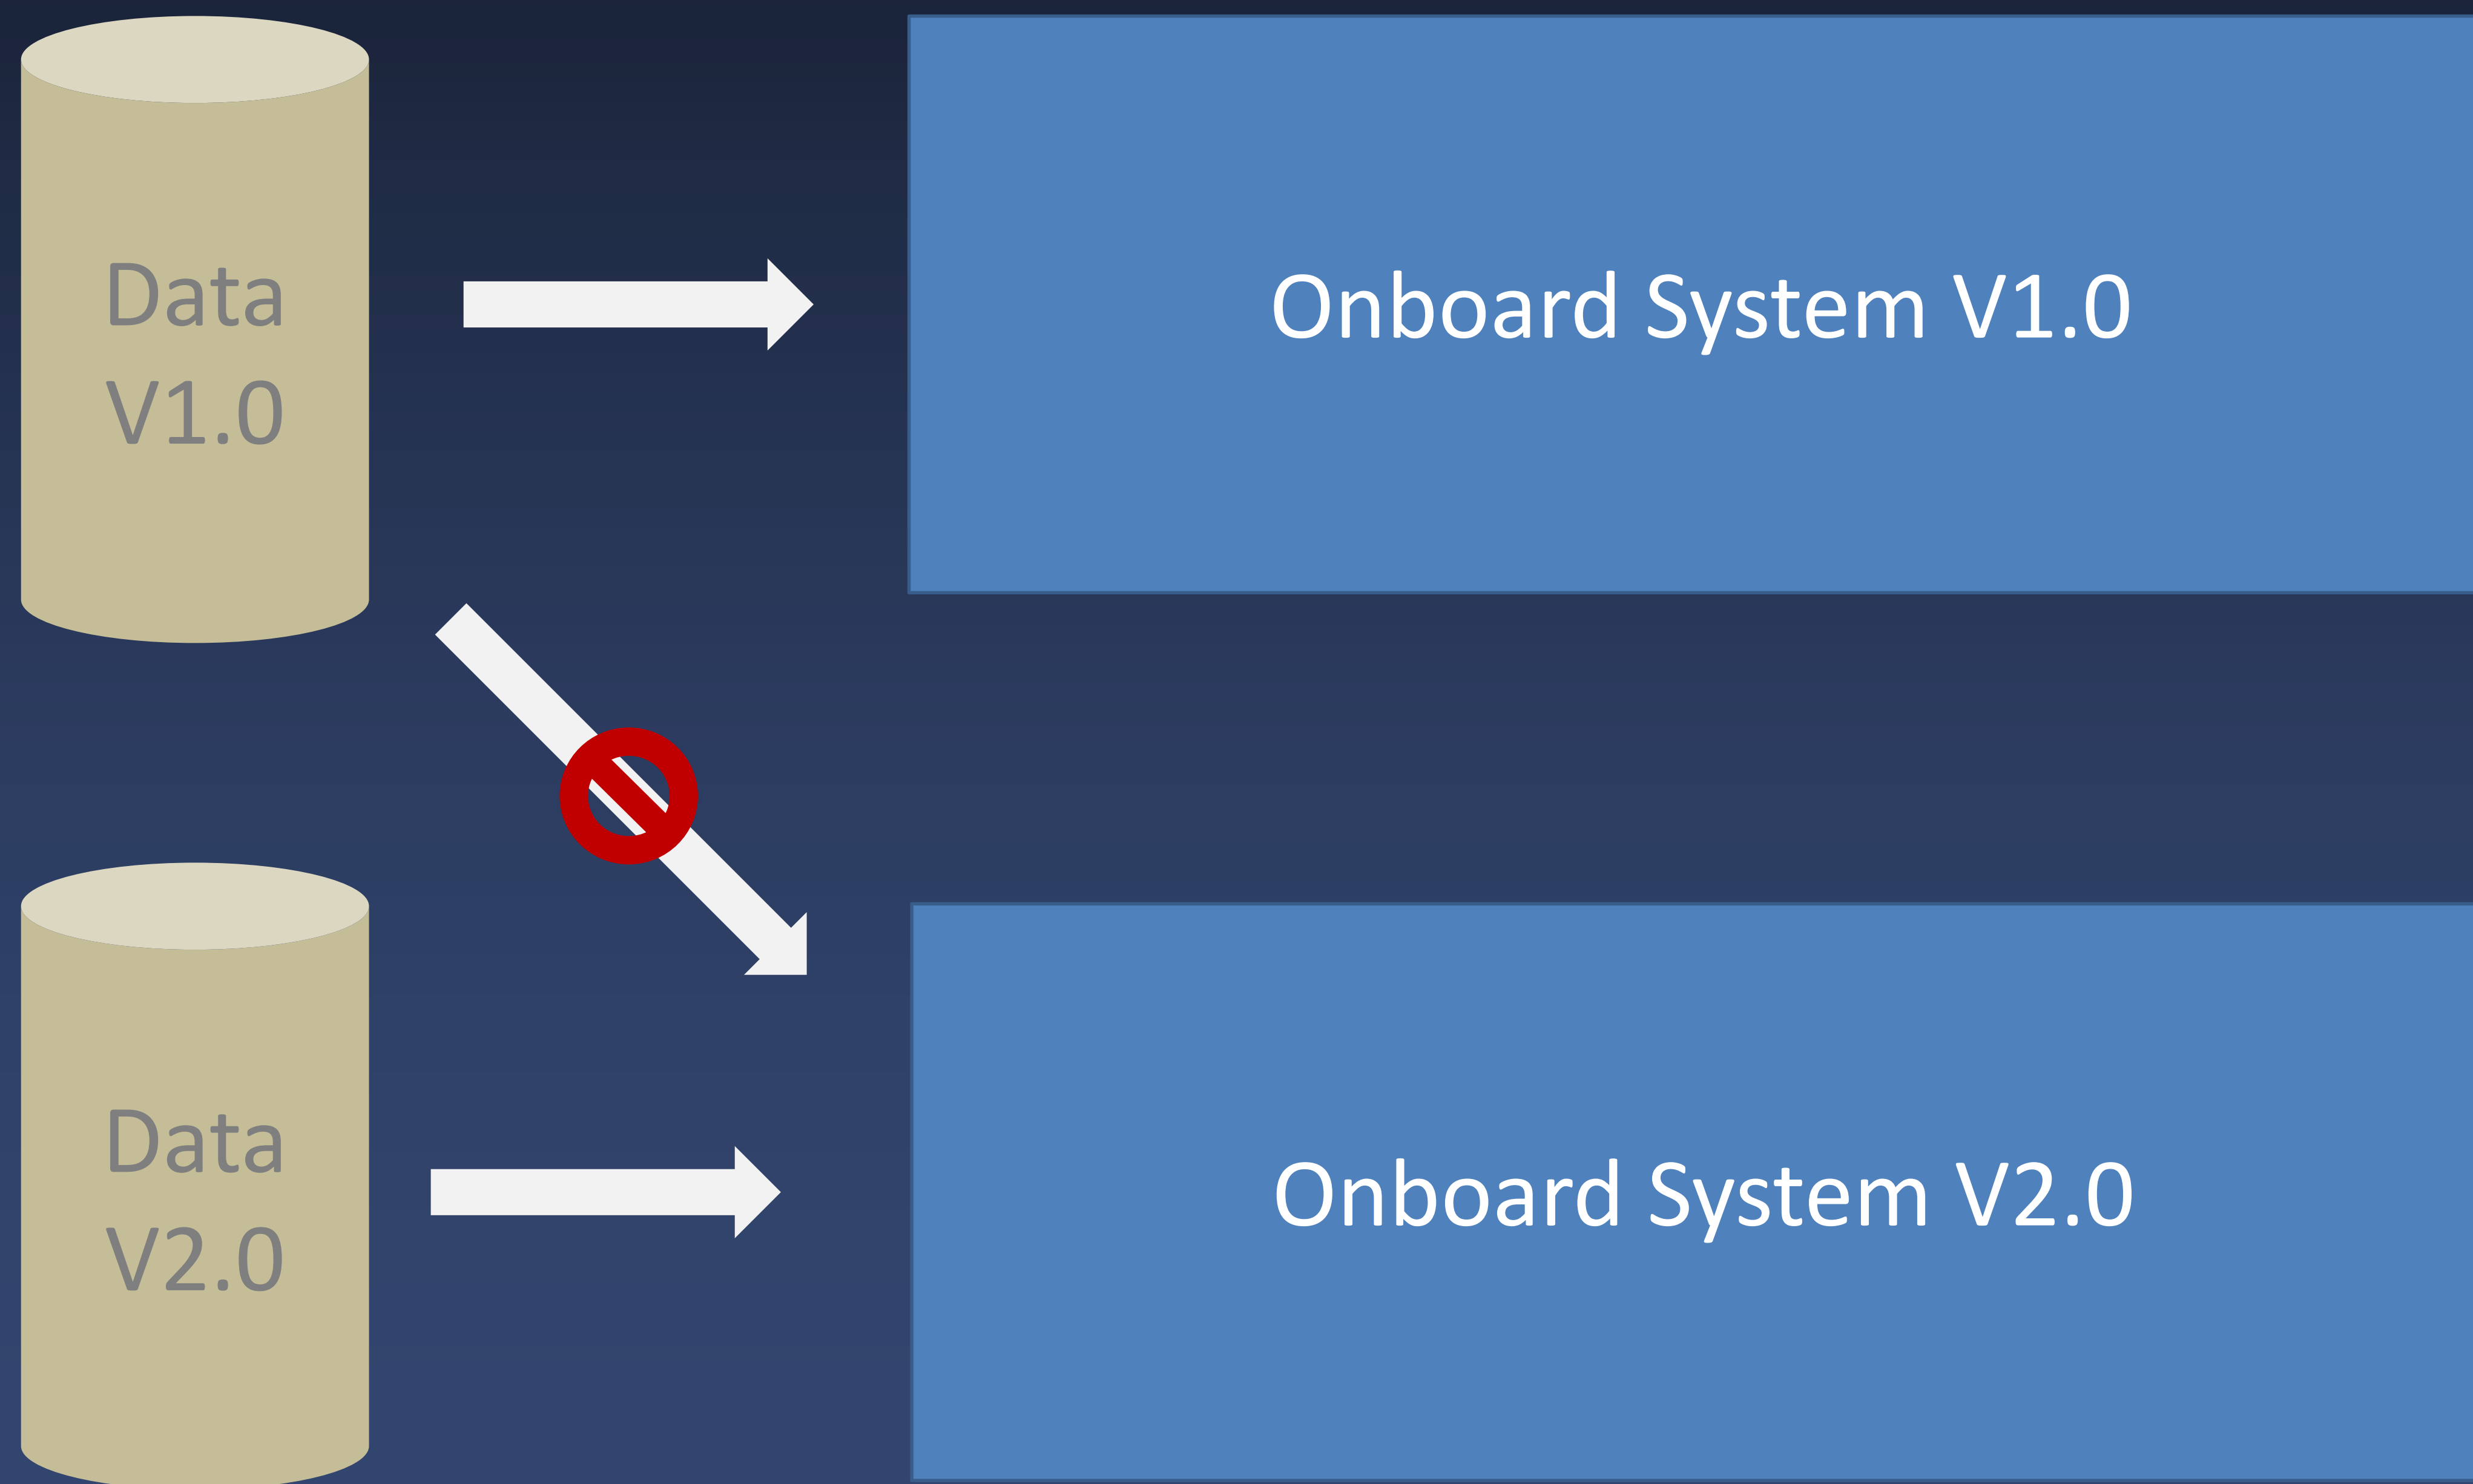 Data
V1.0
Onboard System V1.0
Data
V2.0
Onboard System V2.0